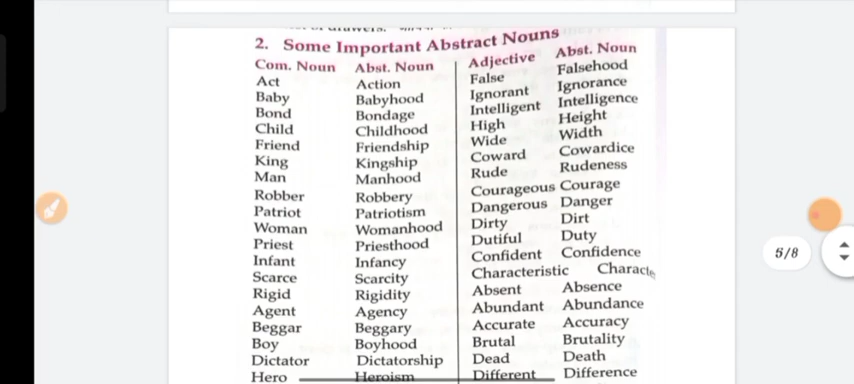 2. Some Important Abstract Nouns
Com. Noun Abst. Noun Adjective Abst. Noun
Act Action False Falsehood
Baby Babyhood Ignorant Ignorance
Bond Bondage Intelligent Intelligence
Child Childhood High Height
Friend Friendship Wide Width
King Kingship Coward Cowardice
Man Manhood Rude Rudeness
Robber Robbery Courageous Courage
Patriot Patriotism Dangerous Danger
Woman Womanhood Dirty Dirt
Priest Priesthood Dutiful Duty
Infant Infancy Confident Confidence
Scarce Scarcity Characteristic
Rigid Rigidity Absent Absence
Agent Agency Abundant Abundance
Beggar Beggary Accurate Accuracy
Boy Boyhood Brutal Brutality
Dictator Dictatorship Dead Death
Hero Heroism Different Difference
5/8